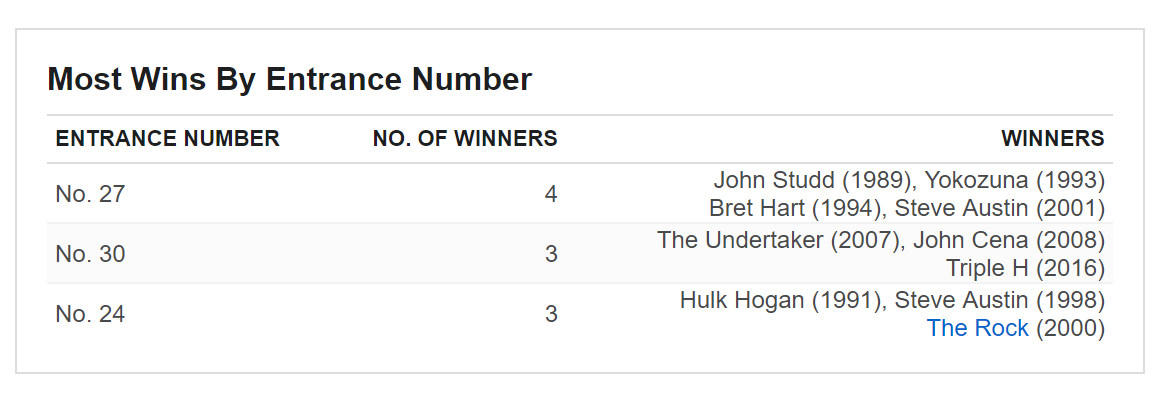 Most Wins By Entrance Number
ENTRANCE NUMBER NO. OF WINNERS WINNERS
No. 27 4 John Studd (1989), Yokozuna (1993)
Bret Hart (1994), Steve Austin (2001)
No. 30 3 The Undertaker (2007), John Cena (2008)
Triple H (2016)
No. 24 3 Hulk Hogan (1991), Steve Austin (1998)
The Rock (2000)